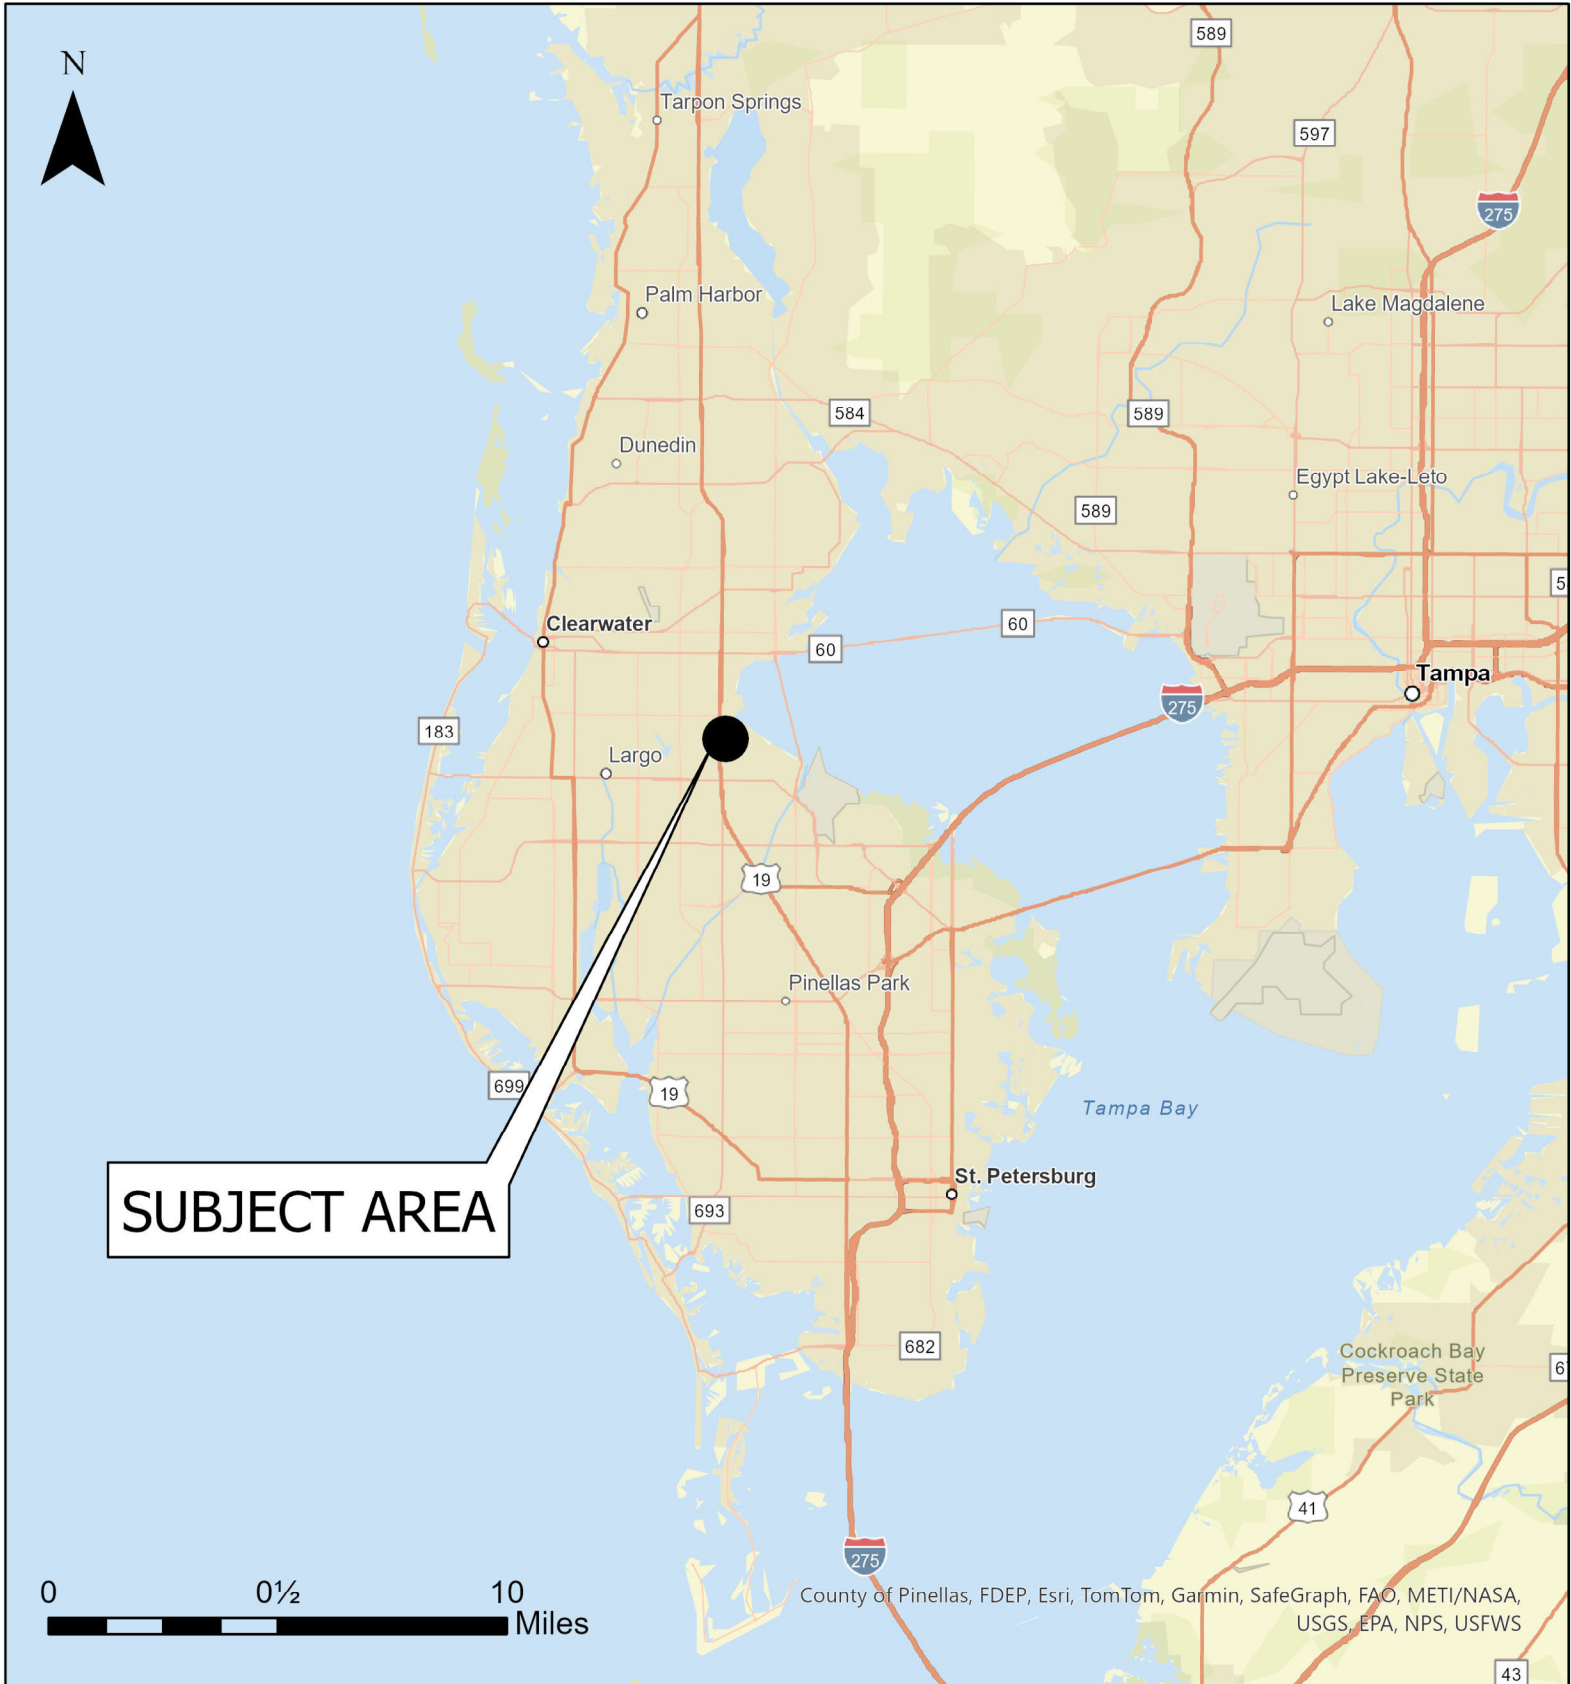 589
N
Tarpon Springs
597
275
Palm Harbor
Lake Magdalene
584
589
Dunedin
Egypt Lake-Leto
589
5
Clearwater
60
60
Tampa
275
183
Largo
19
Pinellas Park
699
19
Tampa Bay
St. Petersburg
SUBJECT AREA
693
682
Cockroach Bay
Preserve State
Park
67
41
275
0 0½ 10
Miles
County of Pinellas, FDEP, Esri, TomTom, Garmin, SafeGraph, FAO, METI/NASA,
USGS, EPA, NPS, USFWS
43